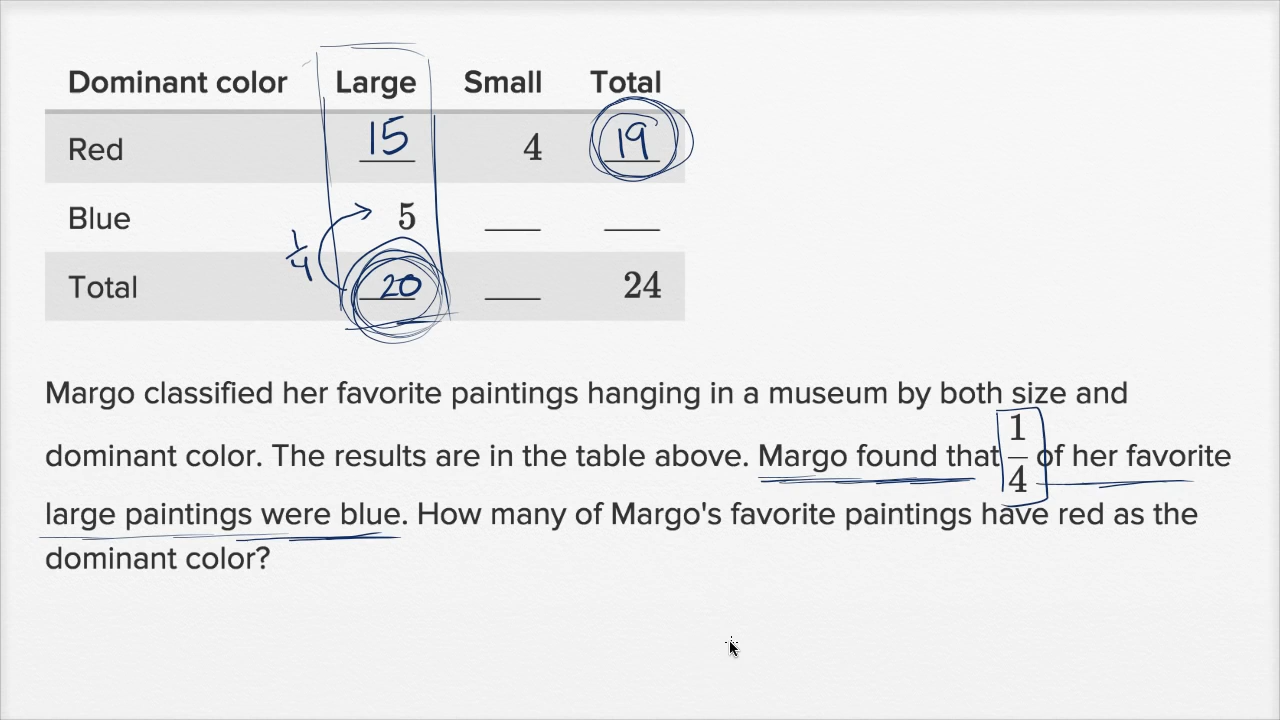 Dominant color Large Small Total
Red 15 4 19
Blue 5
1/4
Total 20 24
Margo classified her favorite paintings hanging in a museum by both size and
dominant color. The results are in the table above. Margo found that 1/4 of her favorite
large paintings were blue. How many of Margo's favorite paintings have red as the
dominant color?